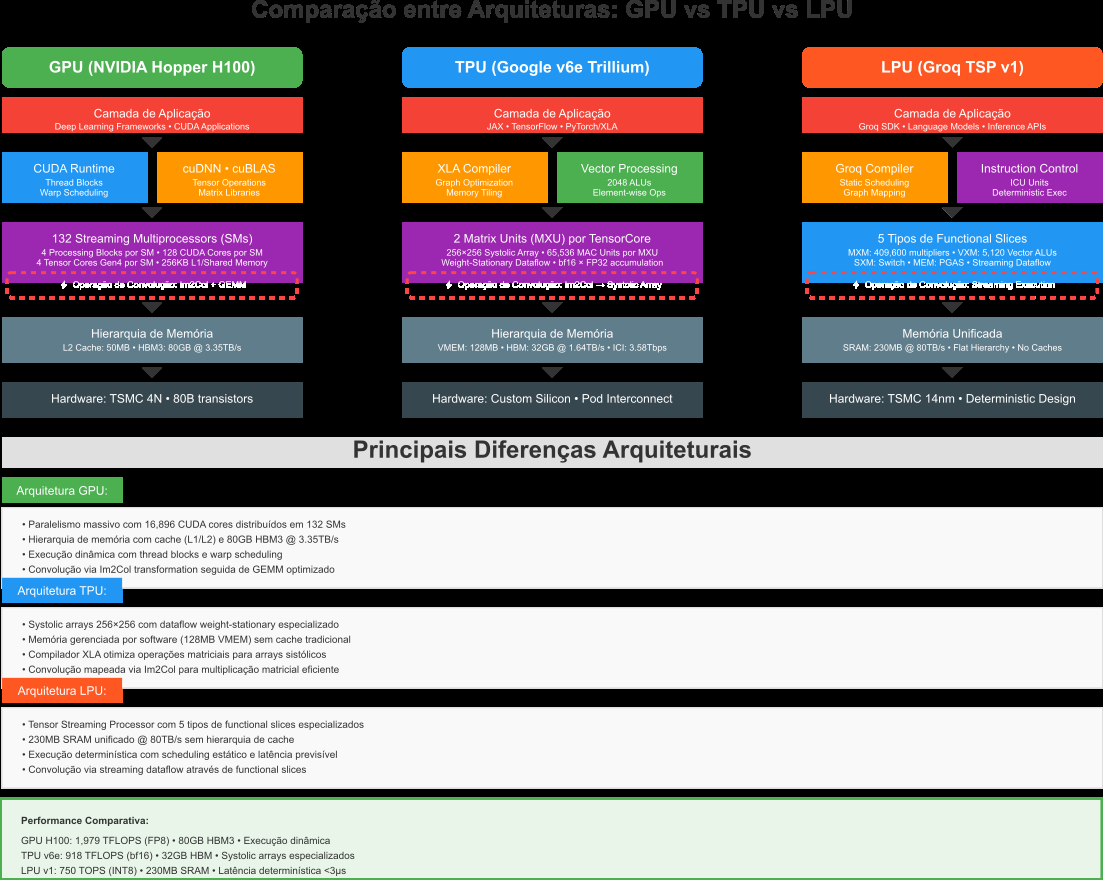 Comparação entre Arquiteturas: GPU vs TPU vs LPU
GPU (NVIDIA Hopper H100)
Camada de Aplicação
Deep Learning Frameworks • CUDA Applications
CUDA Runtime
Thread Blocks
Warp Scheduling
cuDNN • cuBLAS
Tensor Operations
Matrix Libraries
132 Streaming Multiprocessors (SMs)
4 Processing Blocks por SM • 128 CUDA Cores por SM
4 Tensor Cores Gen4 por SM • 256KB L1/Shared Memory
⚡ Operação de Convolução: Im2Col + GEMM
Hierarquia de Memória
L2 Cache: 50MB • HBM3: 80GB @ 3.35TB/s
Hardware: TSMC 4N • 80B transistors
TPU (Google v6e Trillium)
Camada de Aplicação
JAX • TensorFlow • PyTorch/XLA
XLA Compiler
Graph Optimization
Memory Tiling
Vector Processing
2048 ALUs
Element-wise Ops
2 Matrix Units (MXU) por TensorCore
256×256 Systolic Array • 65,536 MAC Units por MXU
Weight-Stationary Dataflow • bf16 × FP32 accumulation
⚡ Operação de Convolução: Im2Col → Systolic Array
Hierarquia de Memória
VMEM: 128MB • HBM: 32GB @ 1.64TB/s • ICI: 3.58Tbps
Hardware: Custom Silicon • Pod Interconnect
LPU (Groq TSP v1)
Camada de Aplicação
Groq SDK • Language Models • Inference APIs
Groq Compiler
Static Scheduling
Graph Mapping
Instruction Control
ICU Units
Deterministic Exec
5 Tipos de Functional Slices
MXM: 409,600 multipliers • VXM: 5,120 Vector ALUs
SXM: Switch • MEM: PGAS • Streaming Dataflow
⚡ Operação de Convolução: Streaming Execution
Memória Unificada
SRAM: 230MB @ 80TB/s • Flat Hierarchy • No Caches
Hardware: TSMC 14nm • Deterministic Design
Principais Diferenças Arquiteturais
Arquitetura GPU:
• Paralelismo massivo com 16,896 CUDA cores distribuídos em 132 SMs
• Hierarquia de memória com cache (L1/L2) e 80GB HBM3 @ 3.35TB/s
• Execução dinâmica com thread blocks e warp scheduling
• Convolução via Im2Col transformation seguida de GEMM optimizado
Arquitetura TPU:
• Systolic arrays 256×256 com dataflow weight-stationary especializado
• Memória gerenciada por software (128MB VMEM) sem cache tradicional
• Compilador XLA otimiza operações matriciais para arrays sistólicos
• Convolução mapeada via Im2Col para multiplicação matricial eficiente
Arquitetura LPU:
• Tensor Streaming Processor com 5 tipos de functional slices especializados
• 230MB SRAM unificado @ 80TB/s sem hierarquia de cache
• Execução determinística com scheduling estático e latência previsível
• Convolução via streaming dataflow através de functional slices
Performance Comparativa:
GPU H100: 1,979 TFLOPS (FP8) • 80GB HBM3 • Execução dinâmica
TPU v6e: 918 TFLOPS (bf16) • 32GB HBM • Systolic arrays especializados
LPU v1: 750 TOPS (INT8) • 230MB SRAM • Latência determinística <3μs